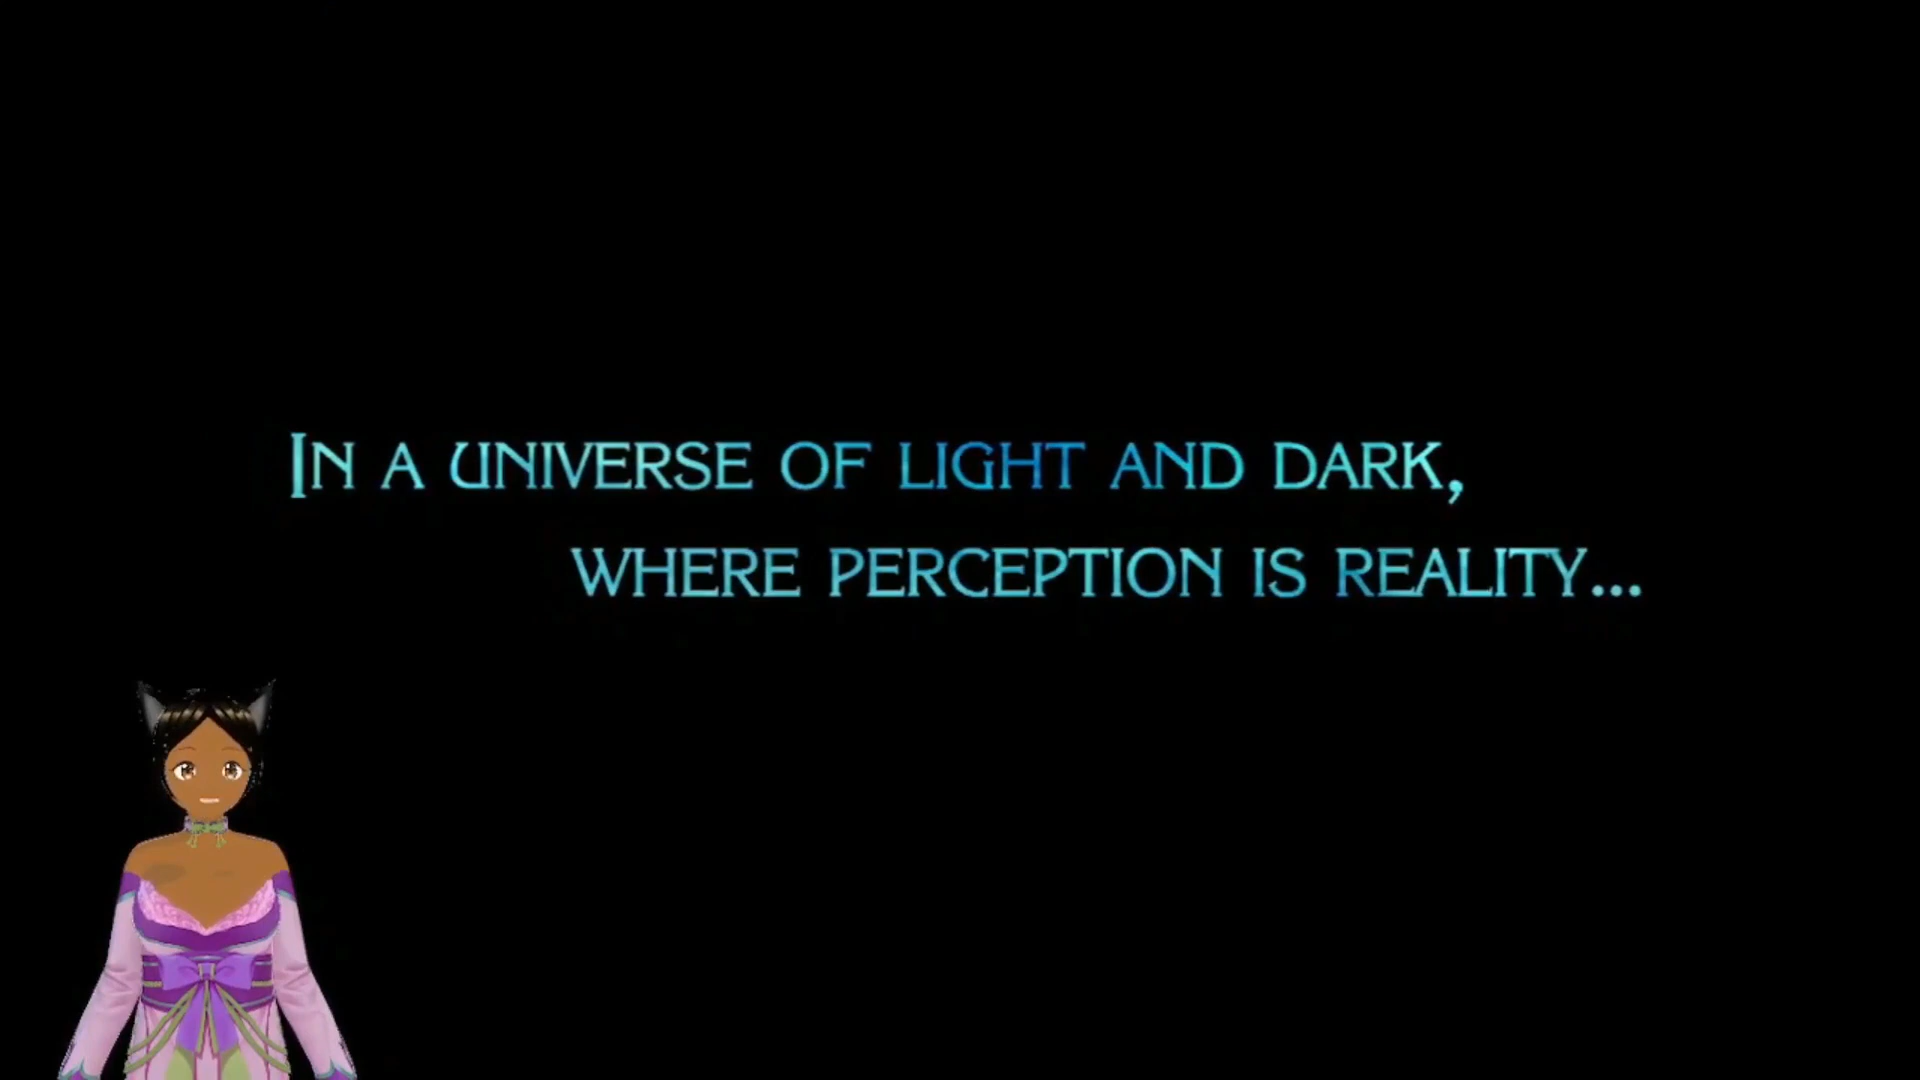 In a universe of light and dark,
where perception is reality...